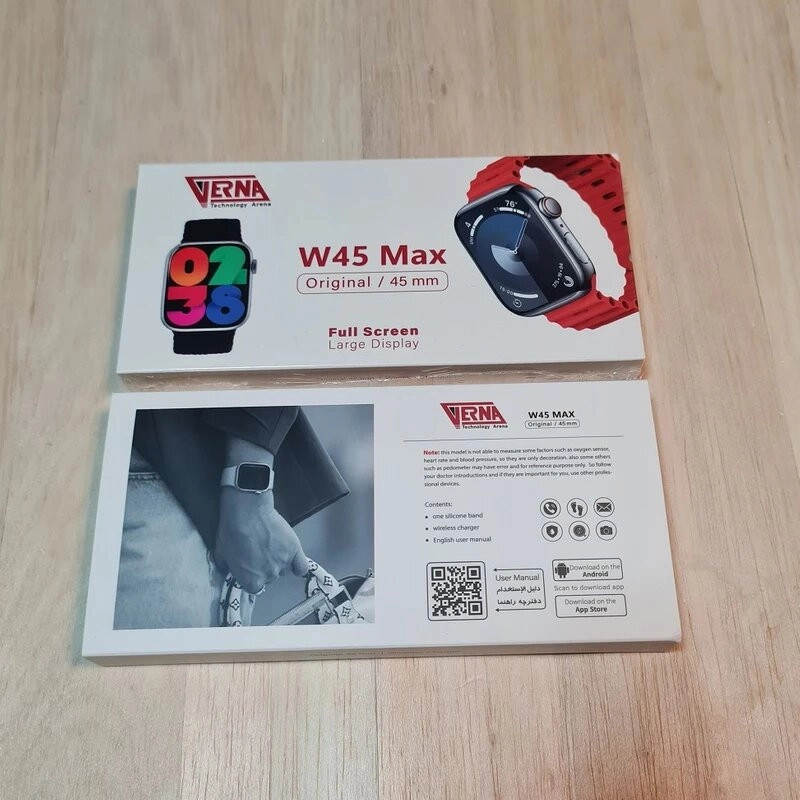 VERNA
Technology Arena
02
38
W45 Max
Original / 45 mm
Full Screen
Large Display
76°
VERNA
Technology Arena
W45 MAX
Original / 45mm
Note: this model is not able to measure some factors such as oxygen sensor,
heart rate and blood pressure, so they are only decoration, also some others
such as pedometer may have error and for reference purpose only. So follow
your doctor introductions and if they are important for you, use other profes-
sional devices.
Contents:
• one silicone band
• wireless charger
• English user manual
User Manual
دليل الإستعدام
دفترچه راهنما
Download on the
Android
Scan to download app
Download on the
App Store